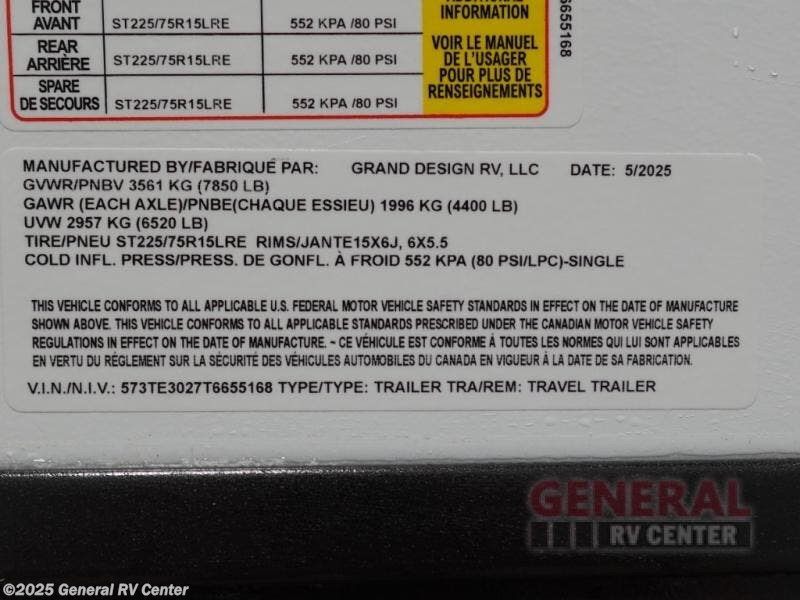 FRONT
AVANT ST225/75R15LRE 552 KPA /80 PSI
INFORMATION
REAR
ARRIÈRE ST225/75R15LRE 552 KPA /80 PSI
SPARE
DE SECOURS ST225/75R15LRE 552 KPA /80 PSI
VOIR LE MANUEL
DE L'USAGER
POUR PLUS DE
RENSEIGNEMENTS
6655168
MANUFACTURED BY/FABRIQUÉ PAR: GRAND DESIGN RV, LLC DATE: 5/2025
GVWR/PNBV 3561 KG (7850 LB)
GAWR (EACH AXLE)/PNBE(CHAQUE ESSIEU) 1996 KG (4400 LB)
UVW 2957 KG (6520 LB)
TIRE/PNEU ST225/75R15LRE RIMS/JANTE15X6J, 6X5.5
COLD INFL. PRESS/PRESS. DE GONFL. À FROID 552 KPA (80 PSI/LPC)-SINGLE
THIS VEHICLE CONFORMS TO ALL APPLICABLE U.S. FEDERAL MOTOR VEHICLE SAFETY STANDARDS IN EFFECT ON THE DATE OF MANUFACTURE
SHOWN ABOVE. THIS VEHICLE CONFORMS TO ALL APPLICABLE STANDARDS PRESCRIBED UNDER THE CANADIAN MOTOR VEHICLE SAFETY
REGULATIONS IN EFFECT ON THE DATE OF MANUFACTURE. ~ CE VÉHICULE EST CONFORME À TOUTES LES NORMES QUI LUI SONT APPLICABLES
EN VERTU DU RÉGLEMENT SUR LA SÉCURITÉ DES VÉHICULES AUTOMOBILES DU CANADA EN VIGUEUR À LA DATE DE SA FABRICATION.
V.I.N./N.I.V.: 573TE3027T6655168 TYPE/TYPE: TRAILER TRA/REM: TRAVEL TRAILER
GENERAL
RV CENTER
©2025 General RV Center